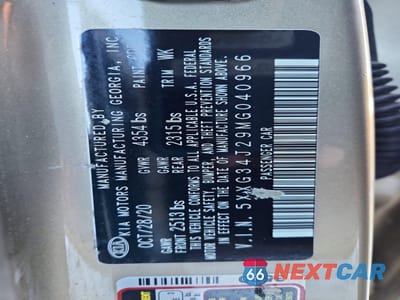 MANUFACTURED BY
KIA MOTORS MANUFACTURING GEORGIA, INC.
OCT/28/20 GVWR 4354 lbs PAINT
GAWR FRONT 2513 lbs GAWR REAR 2315 lbs TRIM WK
THIS VEHICLE CONFORMS TO ALL APPLICABLE U.S.A. FEDERAL
MOTOR VEHICLE SAFETY, BUMPER, AND THEFT PREVENTION STANDARDS
IN EFFECT ON THE DATE OF MANUFACTURE SHOWN ABOVE.
V.I.N. 5XXG34J29MG040966
PASSENGER CAR
KIA
66 NEXTCAR